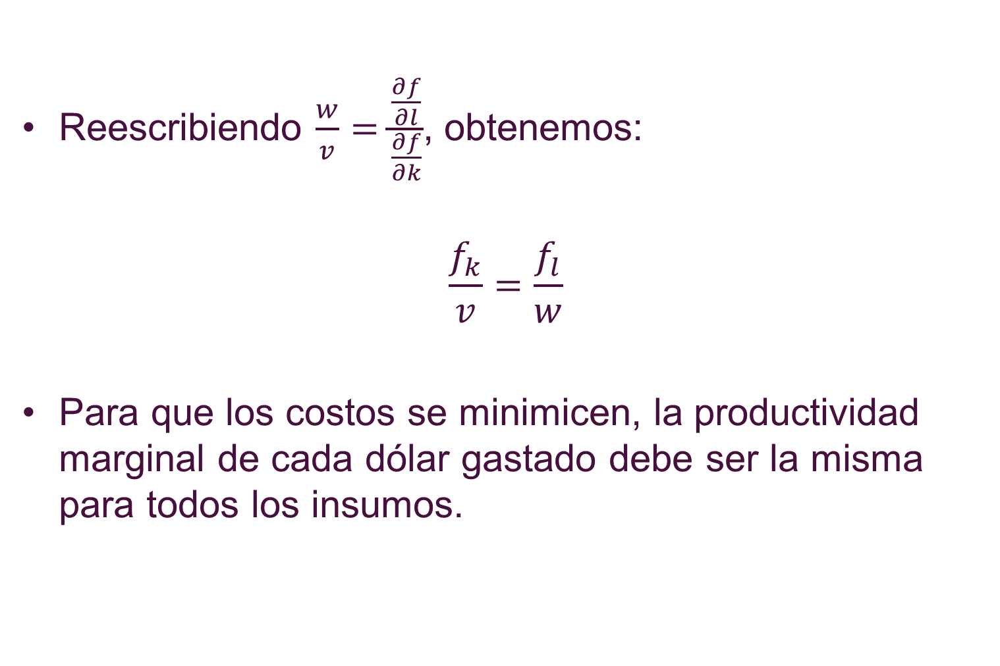 • Reescribiendo $\frac{w}{v} = \frac{\frac{\partial f}{\partial l}}{\frac{\partial f}{\partial k}}$, obtenemos:
$\frac{f_k}{v} = \frac{f_l}{w}$
• Para que los costos se minimicen, la productividad
marginal de cada dólar gastado debe ser la misma
para todos los insumos.